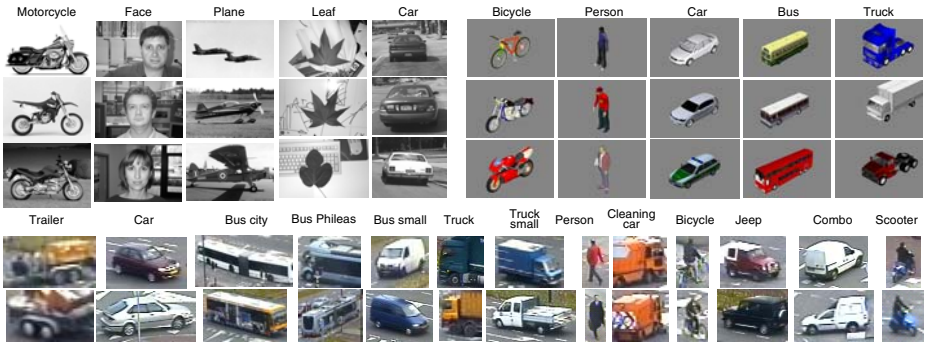 Motorcycle Face Plane Leaf Car
Bicycle Person Car Bus Truck
Trailer Car Bus city Bus Phileas Bus small Truck Truck small Person Cleaning car Bicycle Jeep Combo Scooter